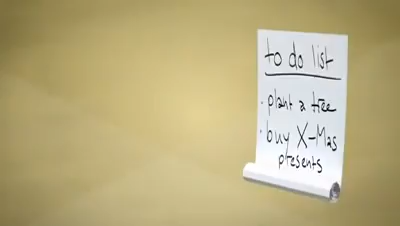 to do list
· plant a tree
· buy X-Mas
presents